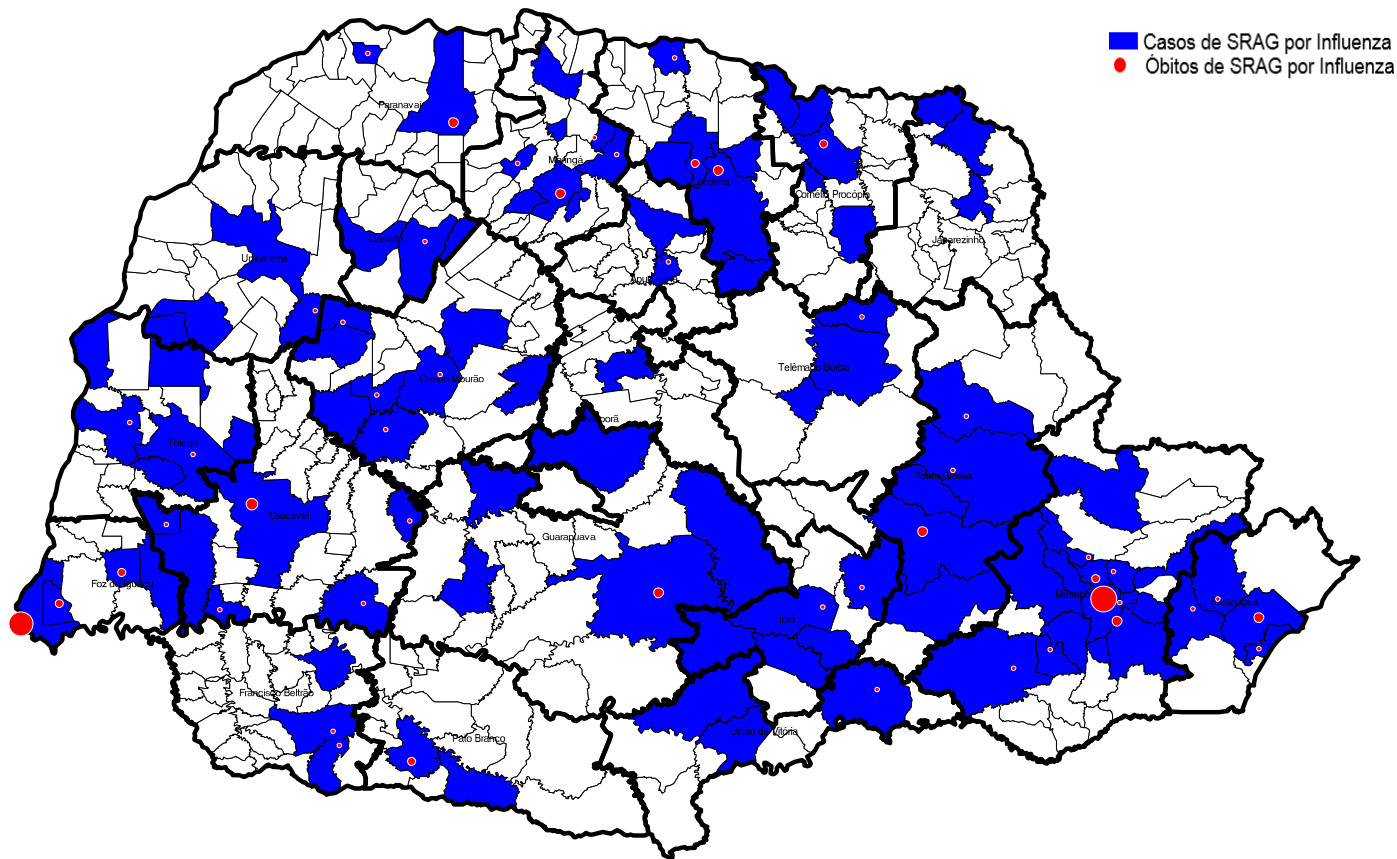 Casos de SRAG por Influenza
Óbitos de SRAG por Influenza
Paranavaí
Maringá
Londrina
Cornélio Procópio
Jacarezinho
Cianorte
Umuarama
Apucarana
Telêmaco Borba
Campo Mourão
Ivaiporã
Toledo
Ponta Grossa
Cascavel
Guarapuava
Foz do Iguaçu
Metropolitana
Paranaguá
Irati
Francisco Beltrão
Pato Branco
União da Vitória